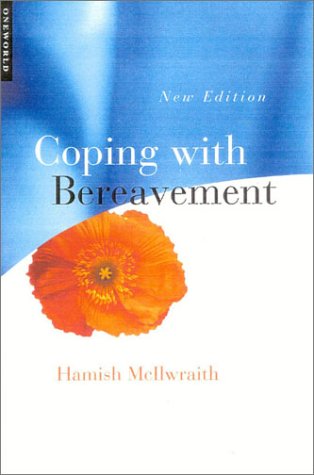 ONEWORLD
New Edition
Coping with
Bereavement
Hamish McIlwraith